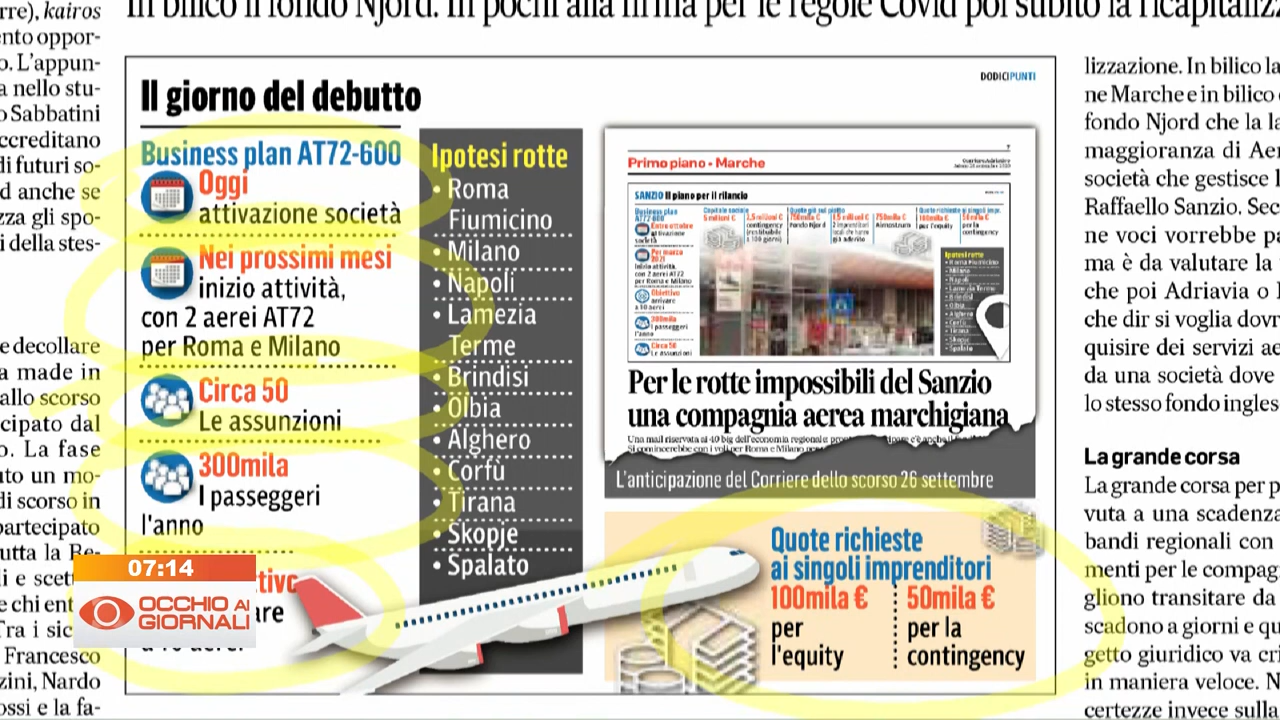 In bilico il fondo Njord. In pochi alla firma per le regole Covid poi subito la
rre), kairos
ento oppor-
o. L'appun-
a nello stu-
o Sabbatini
ccreditano
di futuri so-
d anche se
zza gli spo-
i della stes-
e decollare
a made in
allo scorso
cipato dal
o. La fase
uto un mo-
di scorso in
partecipato
utta la Re-
li e scett
e chi ent
Tra i sic
Francesco
zini, Nardo
ossi e la fa-
Il giorno del debutto
DODICIPUNTI
Business plan AT72-600
Oggi
attivazione società
Nei prossimi mesi
inizio attività,
con 2 aerei AT72
per Roma e Milano
Circa 50
Le assunzioni
300mila
I passeggeri
l'anno
Ipotesi rotte
• Roma
Fiumicino
• Milano
• Napoli
• Lamezia
Terme
• Brindisi
• Olbia
• Alghero
• Corfù
• Tirana
• Skopje
• Spalato
Primo piano - Marche
SANZIO Il piano per il rilancio
Per le rotte impossibili del Sanzio
una compagnia aerea marchigiana
L'anticipazione del Corriere dello scorso 26 settembre
Quote richieste
ai singoli imprenditori
100mila €
per
l'equity
50mila €
per la
contingency
07:14
OCCHIO AI
GIORNALI
lizzazione. In bilico la
ne Marche e in bilico
fondo Njord che la
maggioranza di Aer
società che gestisce
Raffaello Sanzio. Sec
ne voci vorrebbe pa
ma è da valutare la
che poi Adriavia o
che dir si voglia dovr
quisire dei servizi ae
da una società dove
lo stesso fondo ingles
La grande corsa
La grande corsa per p
vuta a una scadenza
bandi regionali con
menti per le compag
gliono transitare da
scadono a giorni e qu
getto giuridico va cri
in maniera veloce. N
certezze invece sulla